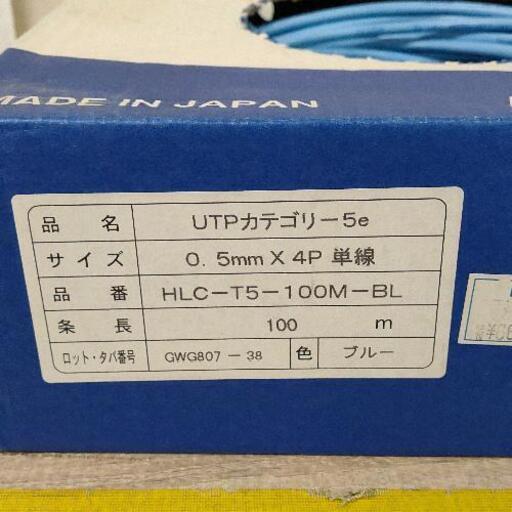 MADE IN JAPAN
品名 UTPカテゴリー5e
サイズ 0.5mm X 4P 単線
品番 HLC-T5-100M-BL
条長 100 m
ロット・タバ番号 GWG807-38 色 ブルー